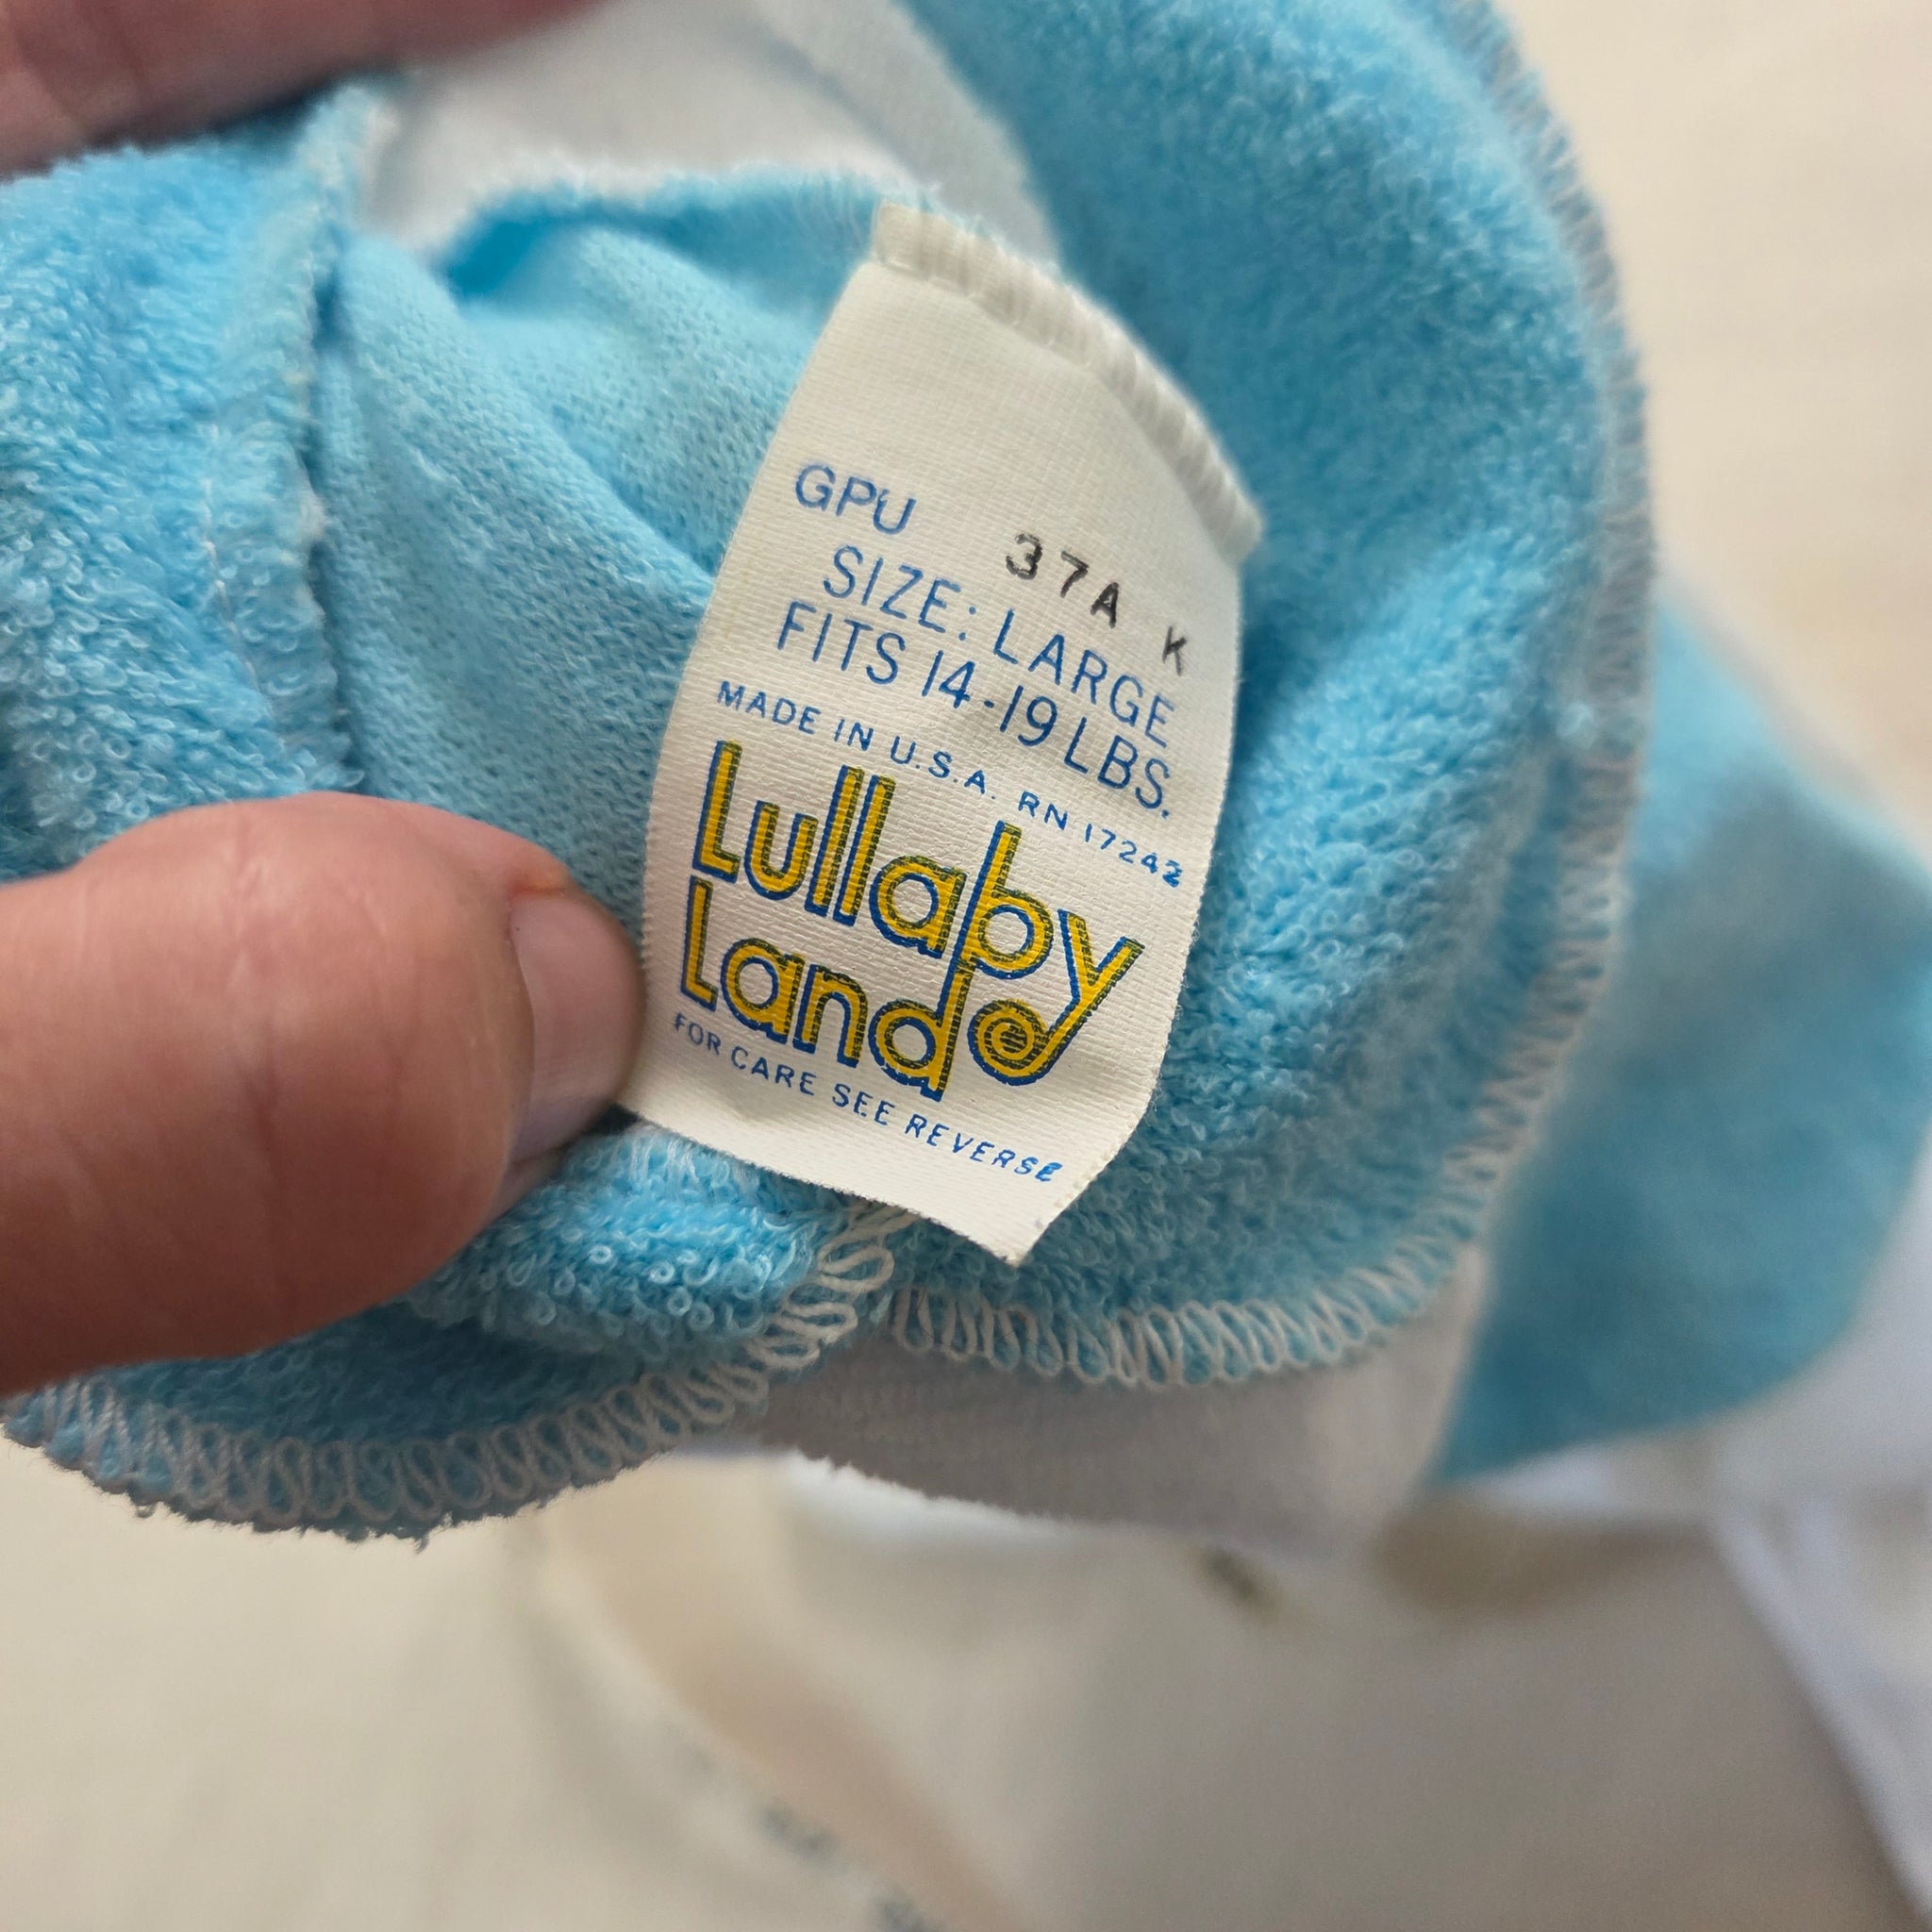 GPU
37A K
SIZE: LARGE
FITS 14-19 LBS.
MADE IN U.S.A. RN 17242
Lullaby
Land
FOR CARE SEE REVERSE